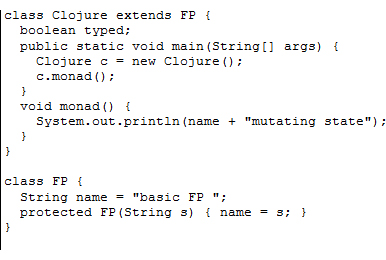 class Clojure extends FP {
  boolean typed;
  public static void main(String[] args) {
    Clojure c = new Clojure();
    c.monad();
  }
  void monad() {
    System.out.println(name + "mutating state");
  }
}

class FP {
  String name = "basic FP ";
  protected FP(String s) { name = s; }
}